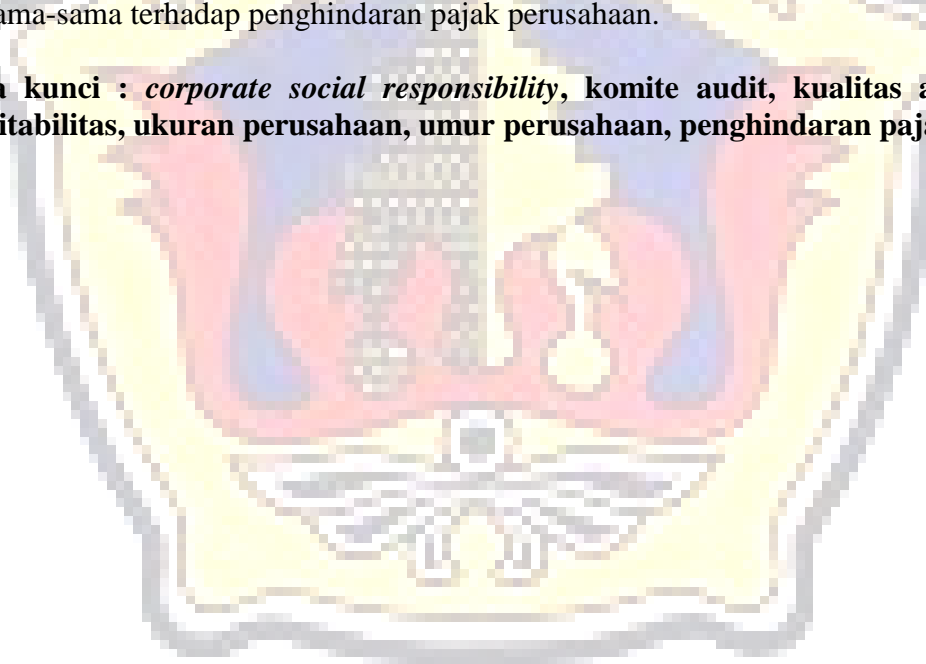 ama-sama terhadap penghindaran pajak perusahaan.
a kunci : corporate social responsibility, komite audit, kualitas a
itabilitas, ukuran perusahaan, umur perusahaan, penghindaran paja